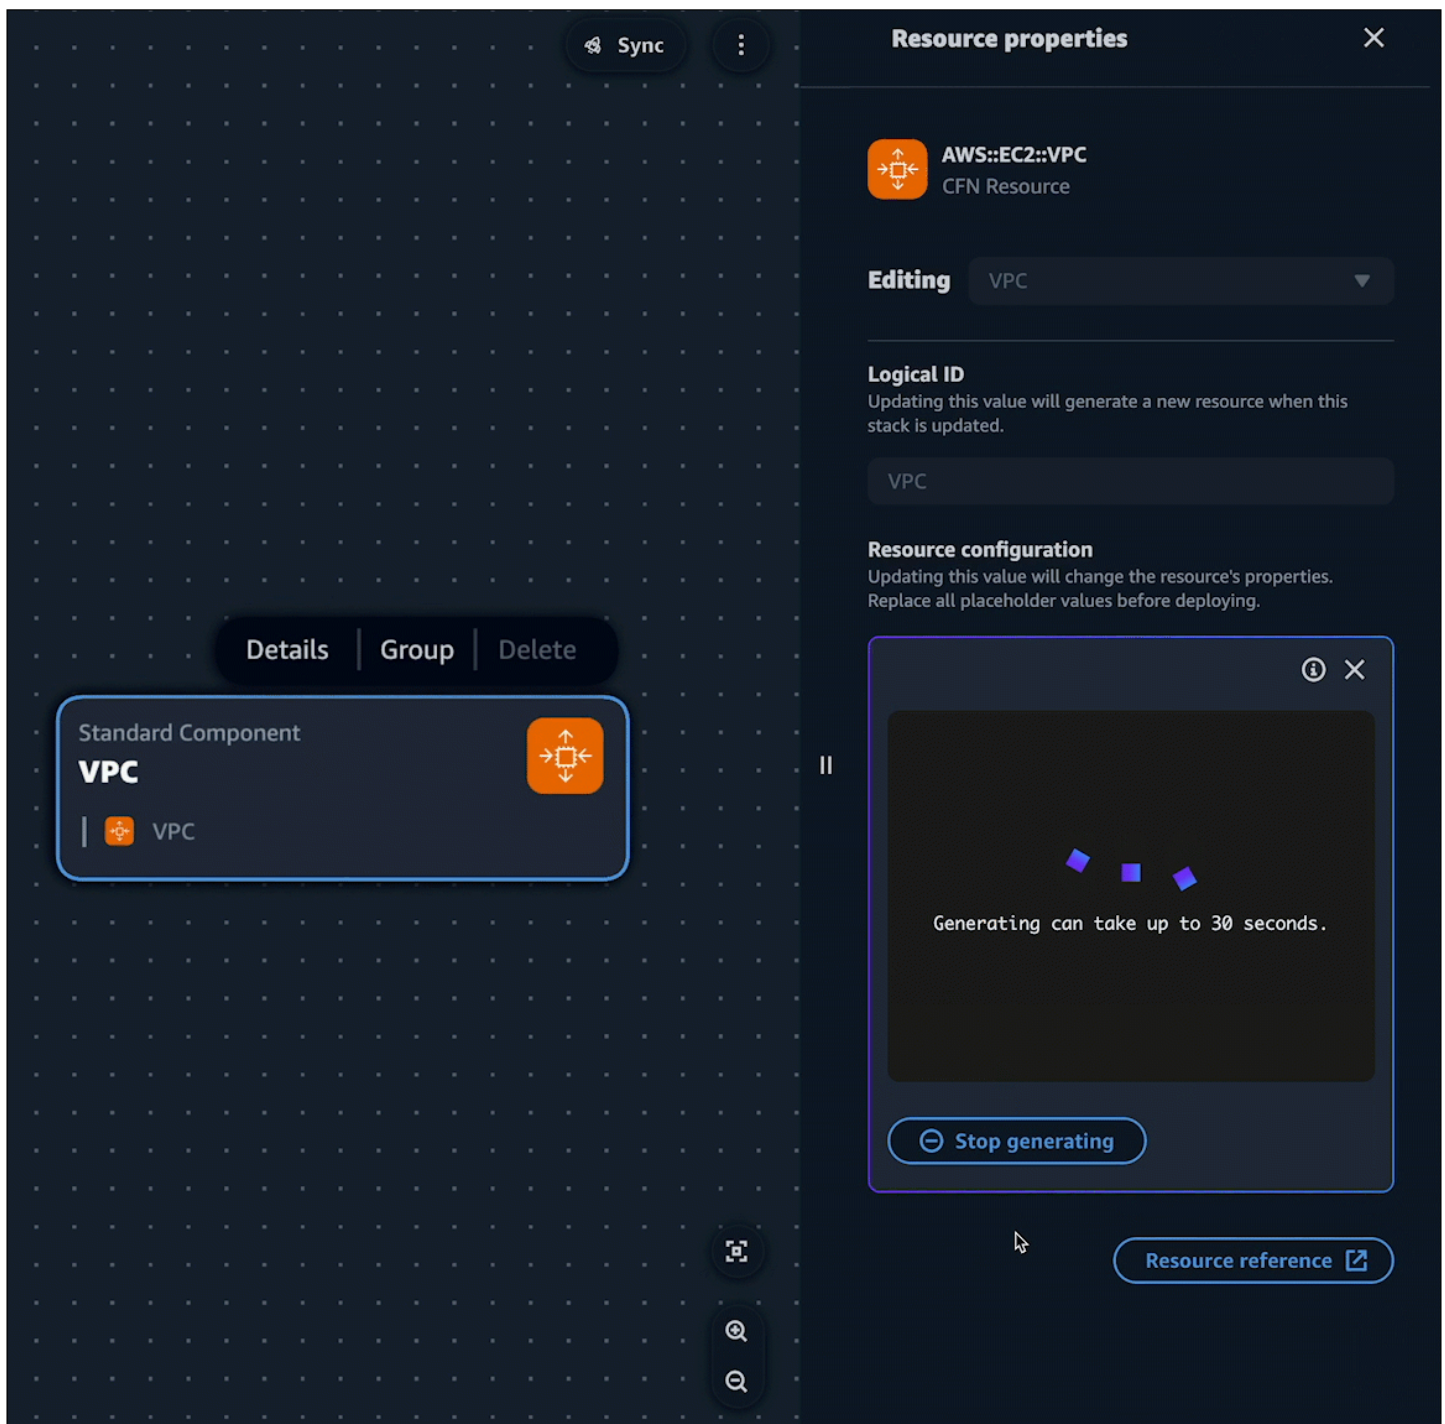 Sync
Resource properties
AWS::EC2::VPC
CFN Resource
Editing
VPC
Logical ID
Updating this value will generate a new resource when this
stack is updated.
VPC
Resource configuration
Updating this value will change the resource's properties.
Replace all placeholder values before deploying.
Details
Group
Delete
Standard Component
VPC
VPC
Generating can take up to 30 seconds.
Stop generating
Resource reference